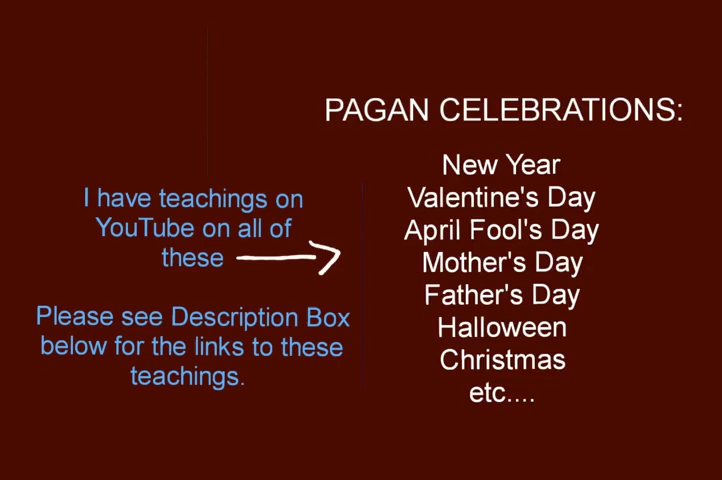 PAGAN CELEBRATIONS:
New Year
Valentine's Day
April Fool's Day
Mother's Day
Father's Day
Halloween
Christmas
etc....
I have teachings on
YouTube on all of
these
Please see Description Box
below for the links to these
teachings.